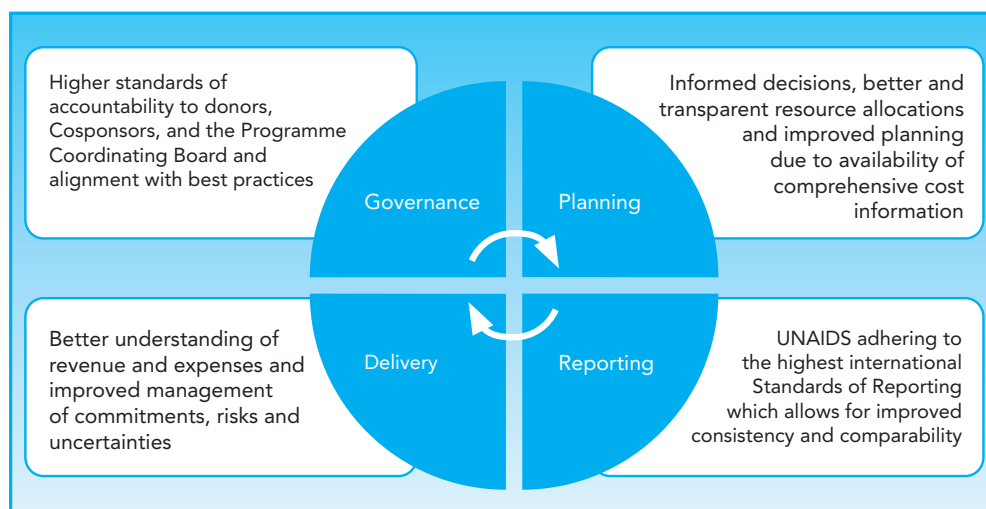 Higher standards of
accountability to donors,
Cosponsors, and the Programme
Coordinating Board and
alignment with best practices
Informed decisions, better and
transparent resource allocations
and improved planning
due to availability of
comprehensive cost
information
Governance
Planning
Better understanding of
revenue and expenses and
improved management
of commitments, risks and
uncertainties
Delivery
Reporting
UNAIDS adhering to
the highest international
Standards of Reporting
which allows for improved
consistency and comparability